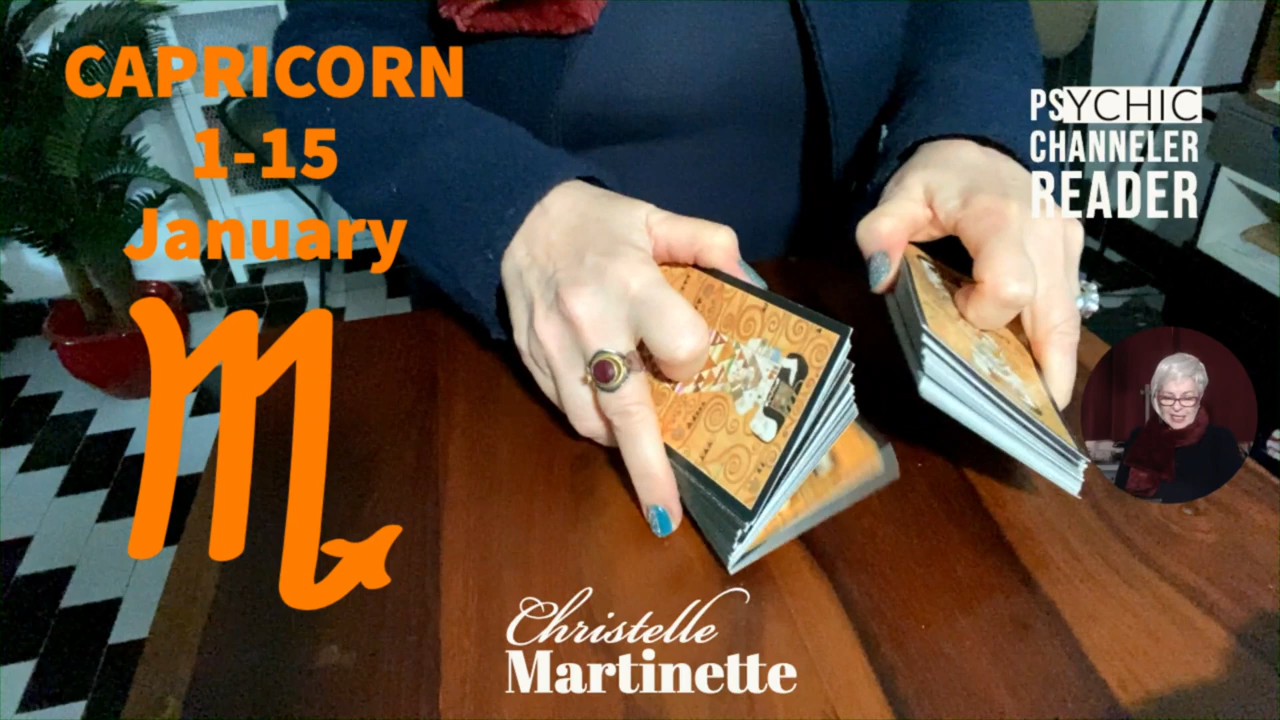 CAPRICORN
1-15
January
PSYCHIC
CHANNELER
READER
Christelle
Martinette